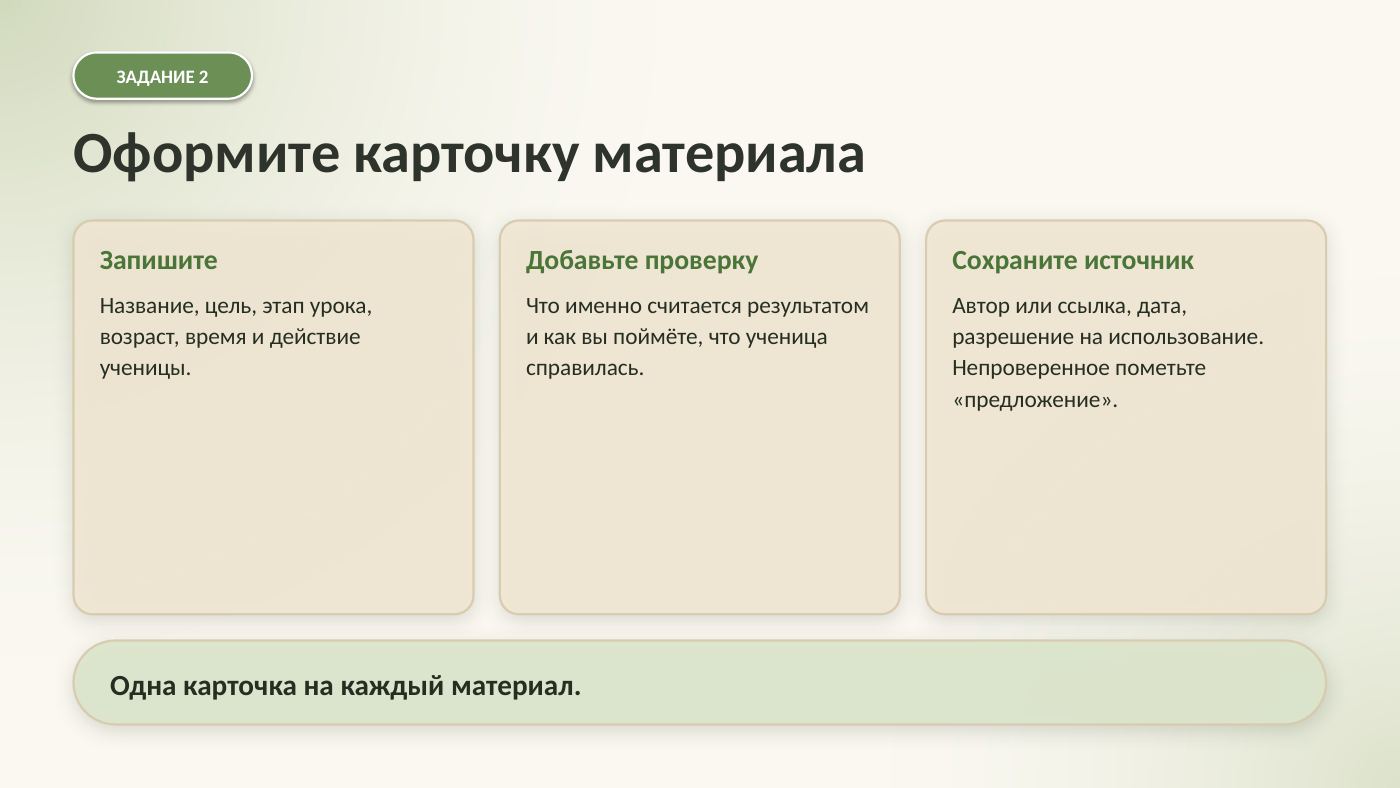 ЗАДАНИЕ 2
Оформите карточку материала
Запишите
Название, цель, этап урока,
возраст, время и действие
ученицы.
Добавьте проверку
Что именно считается результатом
и как вы поймёте, что ученица
справилась.
Сохраните источник
Автор или ссылка, дата,
разрешение на использование.
Непроверенное пометьте
«предложение».
Одна карточка на каждый материал.